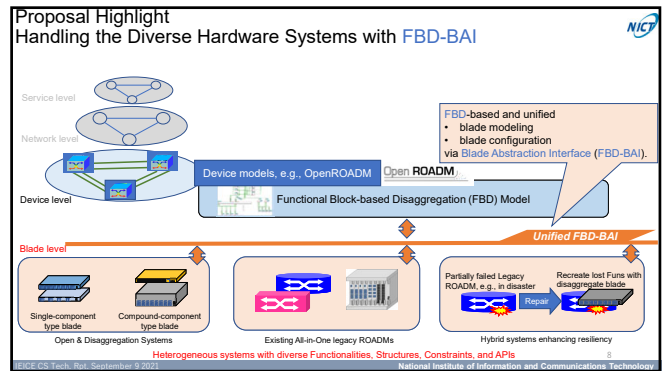 Proposal Highlight
Handling the Diverse Hardware Systems with FBD-BAI
NICT
Service level
Network level
Device level
FBD-based and unified
• blade modeling
• blade configuration
via Blade Abstraction Interface (FBD-BAI).
Device models, e.g., OpenROADM
Open ROADM
Functional Block-based Disaggregation (FBD) Model
Unified FBD-BAI
Blade level
Single-component
type blade
Compound-component
type blade
Open & Disaggregation Systems
Existing All-in-One legacy ROADMs
Partially failed Legacy
ROADM, e.g., in disaster
Repair
Recreate lost Funs with
disaggregate blade
Hybrid systems enhancing resiliency
Heterogeneous systems with diverse Functionalities, Structures, Constraints, and APIs
8
IEICE CS Tech. Rpt. September 9 2021
National Institute of Information and Communications Technology